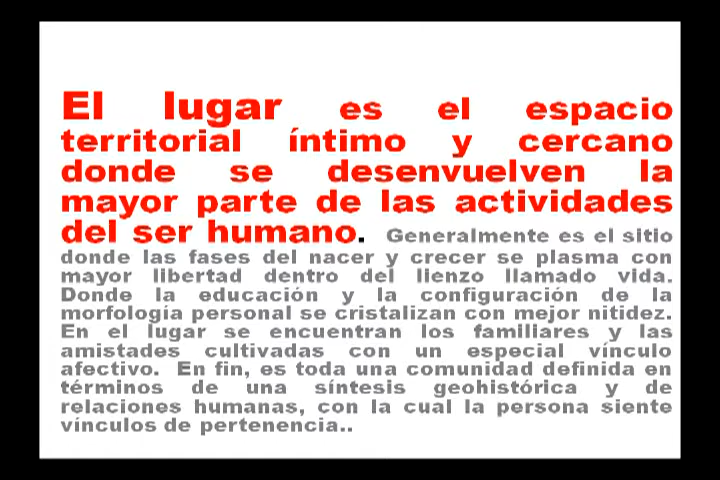 El lugar es el espacio
territorial íntimo y cercano
donde se desenvuelven la
mayor parte de las actividades
del ser humano. Generalmente es el sitio
donde las fases del nacer y crecer se plasma con
mayor libertad dentro del lienzo llamado vida.
Donde la educación y la configuración de la
morfología personal se cristalizan con mejor nitidez.
En el lugar se encuentran los familiares y las
amistades cultivadas con un especial vínculo
afectivo. En fin, es toda una comunidad definida en
términos de una síntesis geohistórica y de
relaciones humanas, con la cual la persona siente
vínculos de pertenencia..